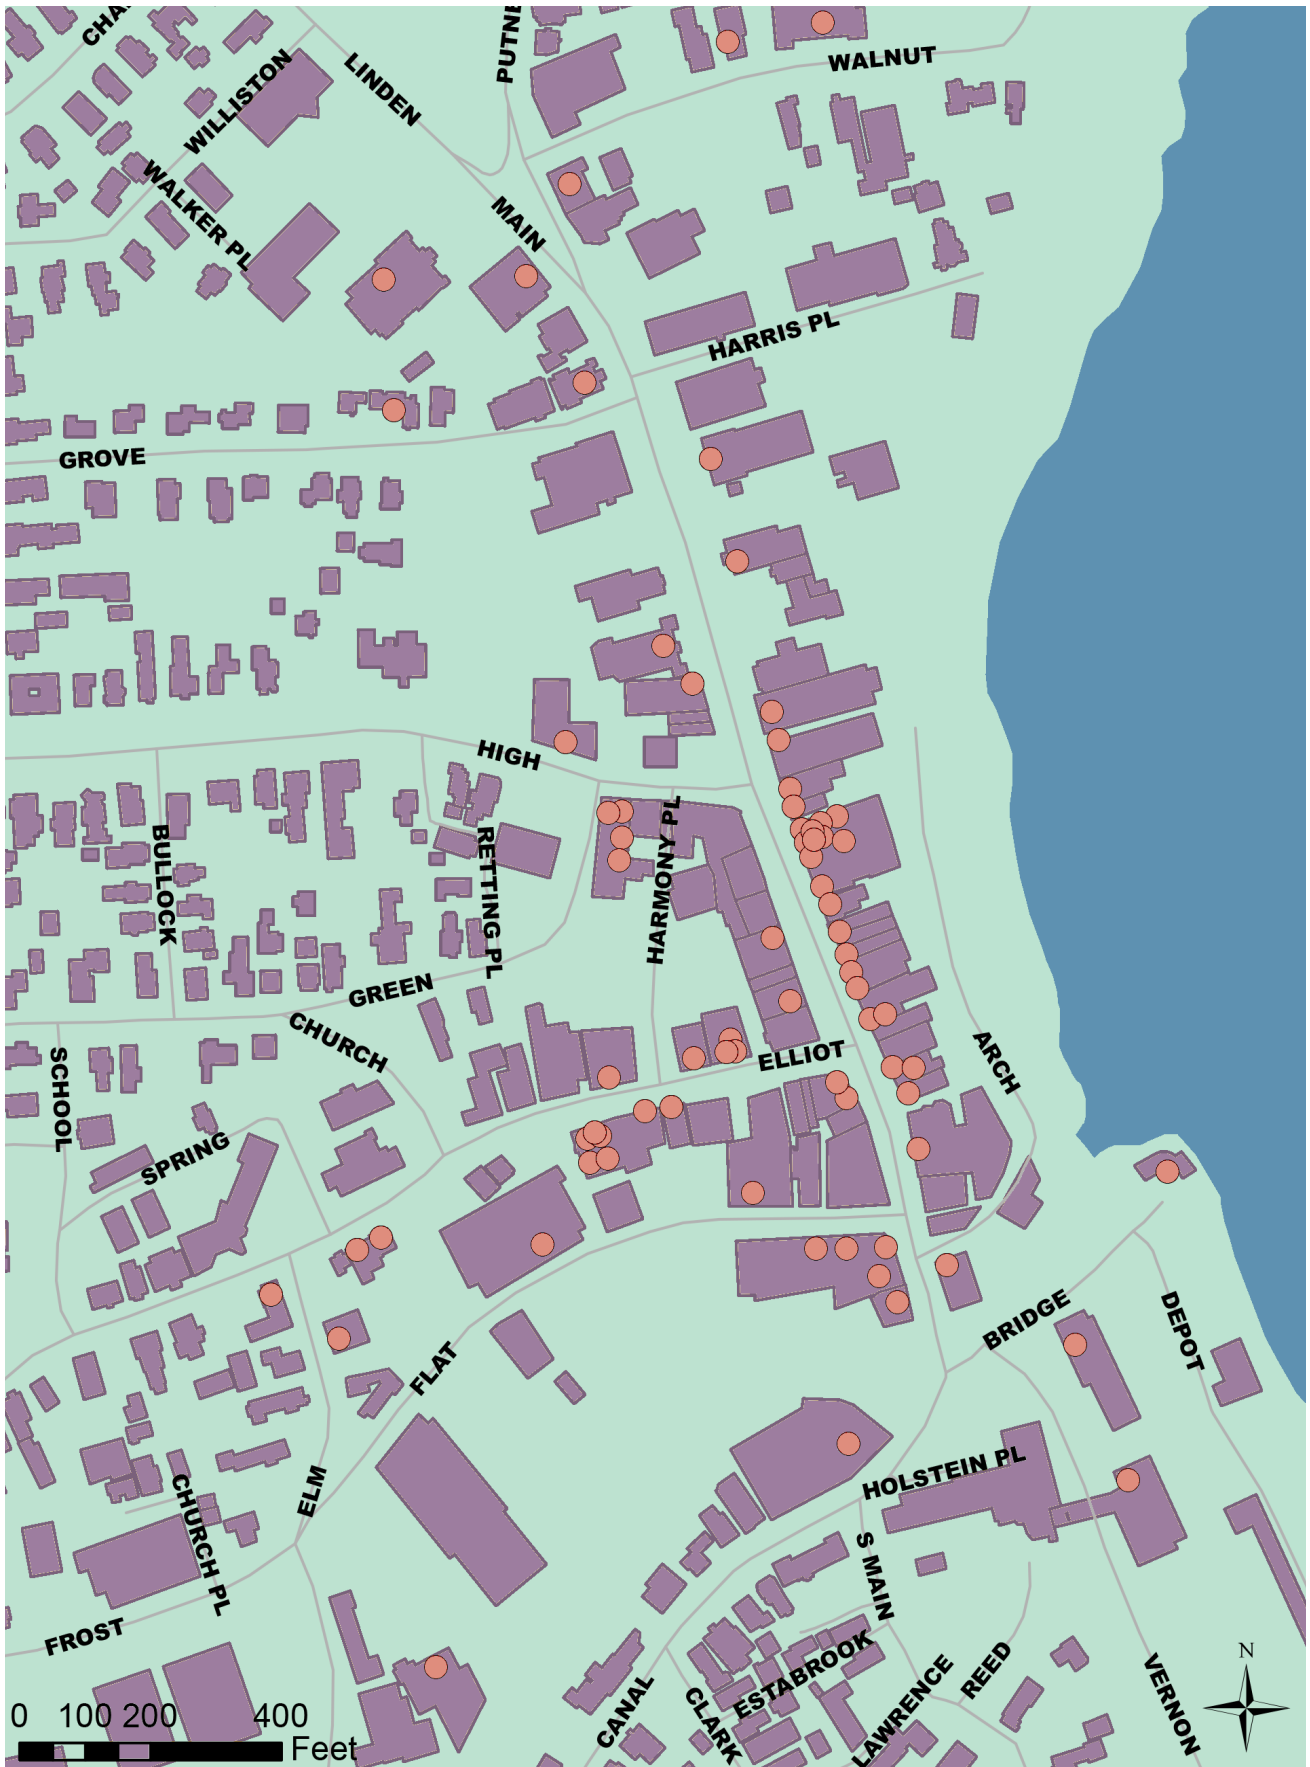 CHA
PUTNE
WALNUT
WILLISTON
LINDEN
WALKER PL
MAIN
HARRIS PL
GROVE
HIGH
HARMONY PL
BULLOCK
RETTING PL
GREEN
CHURCH
ELLIOT
ARCH
SCHOOL
SPRING
BRIDGE
DEPOT
FLAT
HOLSTEIN PL
ELM
CHURCH PL
S MAIN
FROST
ESTABROOK
REED
LAWRENCE
VERNON
CANAL
CLARK
N
0 100 200 400
Feet